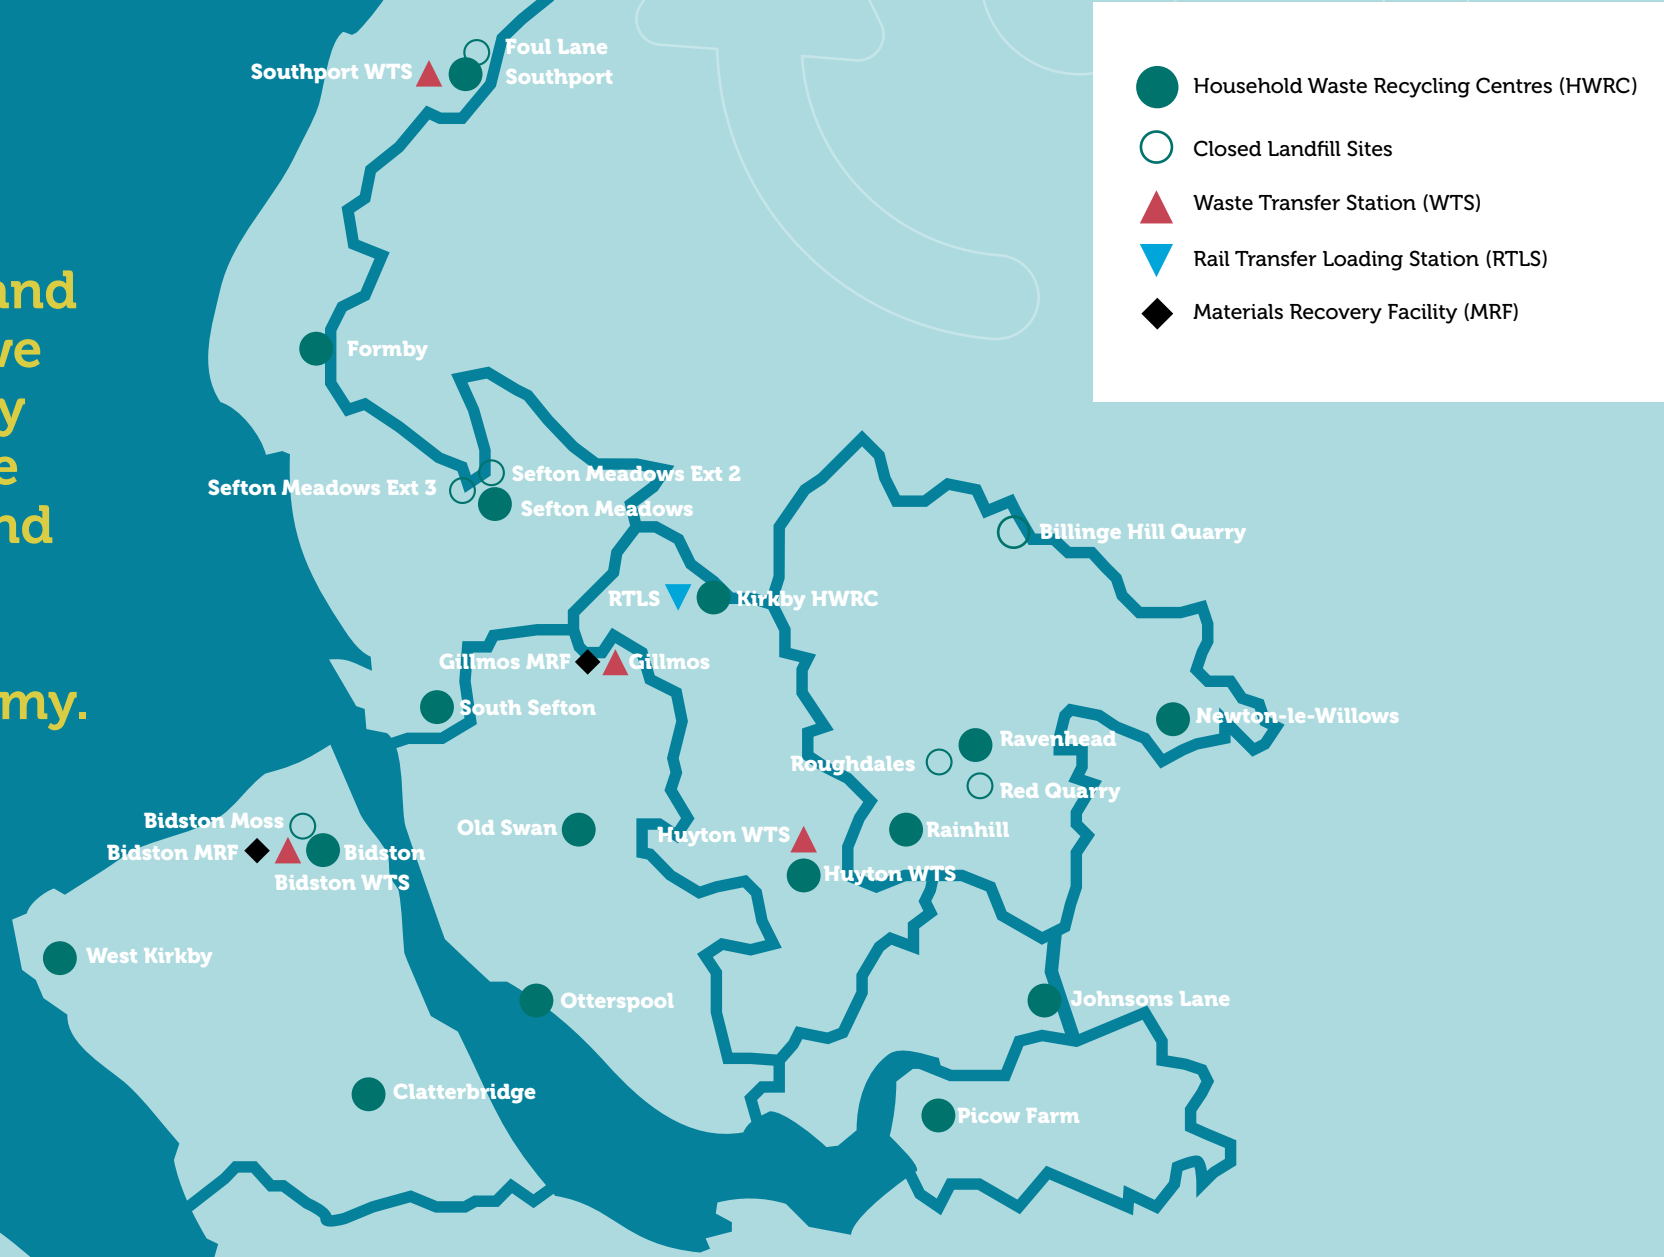 Foul Lane
Southport WTS
Southport
Household Waste Recycling Centres (HWRC)
Closed Landfill Sites
Waste Transfer Station (WTS)
Rail Transfer Loading Station (RTLS)
Materials Recovery Facility (MRF)
and
ve
y
e
nd
my.
Formby
Sefton Meadows Ext 2
Sefton Meadows Ext 3
Sefton Meadows
Billinge Hill Quarry
RTLS
Kirkby HWRC
Gillmos MRF
Gillmos
South Sefton
Newton-le-Willows
Ravenhead
Roughdales
Red Quarry
Bidston Moss
Old Swan
Huyton WTS
Rainhill
Bidston MRF
Bidston
Bidston WTS
Huyton WTS
West Kirkby
Otterspool
Johnsons Lane
Clatterbridge
Picow Farm